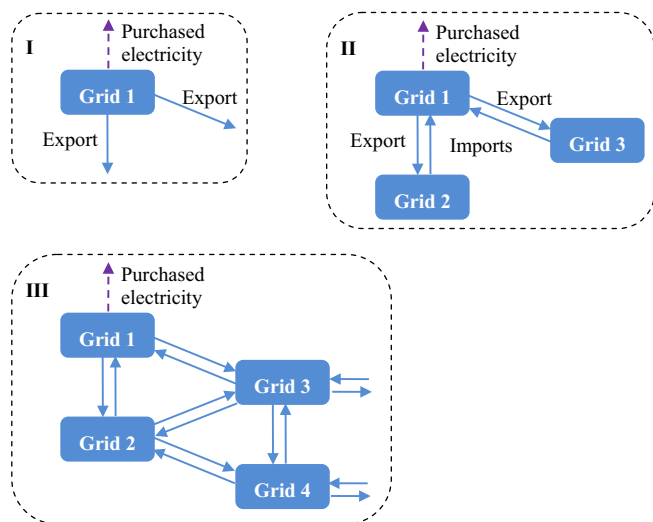 I
Purchased
electricity
Grid 1
Export
Export
II
Purchased
electricity
Grid 1
Export
Grid 3
Export
Imports
Grid 2
III
Purchased
electricity
Grid 1
Grid 3
Grid 2
Grid 4